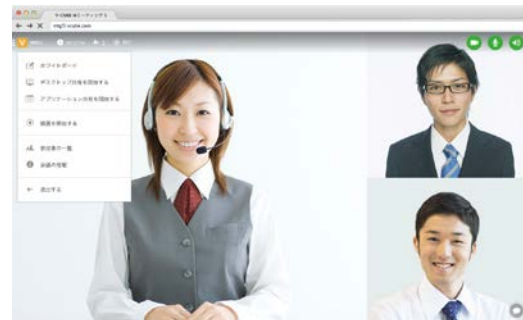 V-CUBE ミーティング 5
mtg5.vcube.com
ホワイトボード
デスクトップ共有を開始する
アプリケーション共有を開始する
録画を開始する
参加者の一覧
会議の情報
退出する